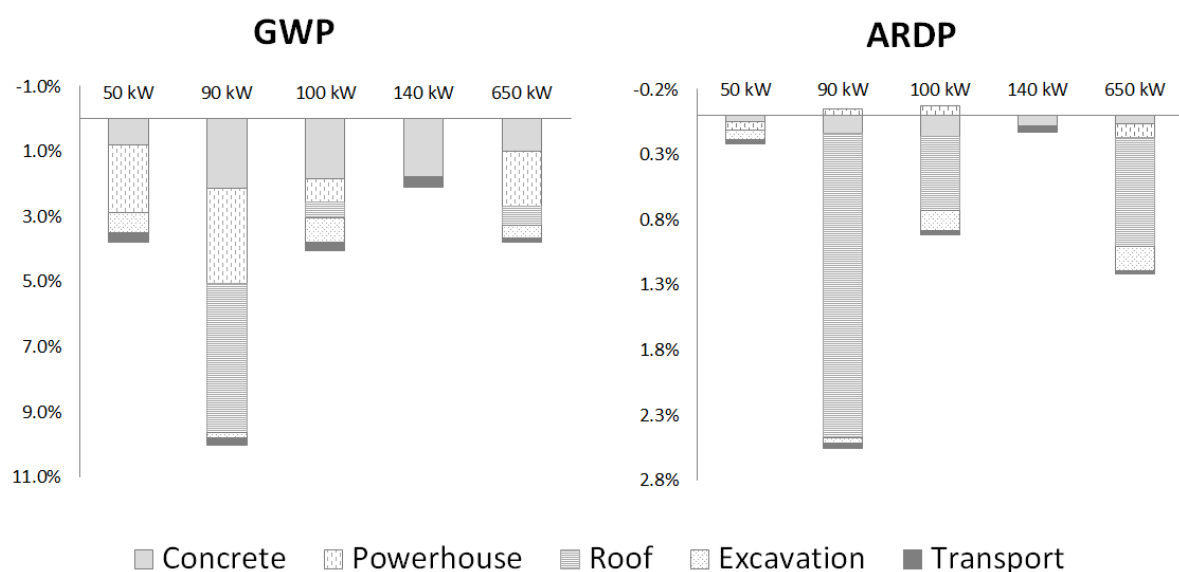 GWP
-1.0%
50 kW 90 kW 100 kW 140 kW 650 kW
1.0%
3.0%
5.0%
7.0%
9.0%
11.0%
ARDP
-0.2%
50 kW 90 kW 100 kW 140 kW 650 kW
0.3%
0.8%
1.3%
1.8%
2.3%
2.8%
Concrete Powerhouse Roof Excavation Transport